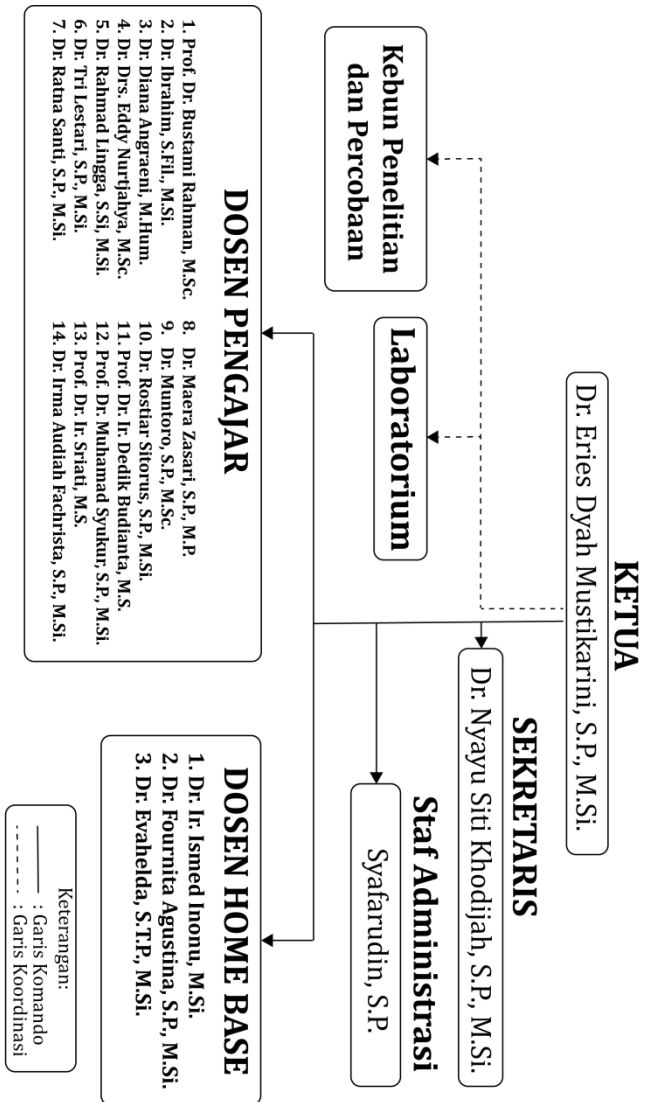 KETUA
Dr. Eries Dyah Mustikarini, S.P., M.Si.
SEKRETARIS
Dr. Nyayu Siti Khodijah, S.P., M.Si.
Kebun Penelitian
dan Percobaan
Laboratorium
Staf Administrasi
Syafarudin, S.P.
DOSEN PENGAJAR
1. Prof. Dr. Bustami Rahman, M.Sc.
2. Dr. Ibrahim, S.Fil., M.Si.
3. Dr. Diana Angraeni, M.Hum.
4. Dr. Drs. Eddy Nurtjahya, M.Sc.
5. Dr. Rahmad Lingga, S.Si, M.Si.
6. Dr. Tri Lestari, S.P., M.Si.
7. Dr. Ratna Santi, S.P., M.Si.
8. Dr. Maera Zasari, S.P., M.P.
9. Dr. Muntoro, S.P., M.Sc.
10. Dr. Rostiar Sitorus, S.P., M.Si.
11. Prof. Dr. Ir. Dedik Budianta, M.S.
12. Prof. Dr. Muhamad Syukur, S.P., M.Si.
13. Prof. Dr. Ir. Sriati, M.S.
14. Dr. Irma Audiah Fachrista, S.P., M.Si.
DOSEN HOME BASE
1. Dr. Ir. Ismed Inonu, M.Si.
2. Dr. Fournita Agustina, S.P., M.Si.
3. Dr. Evahelda, S.T.P., M.Si.
Keterangan:
: Garis Komando
: Garis Koordinasi